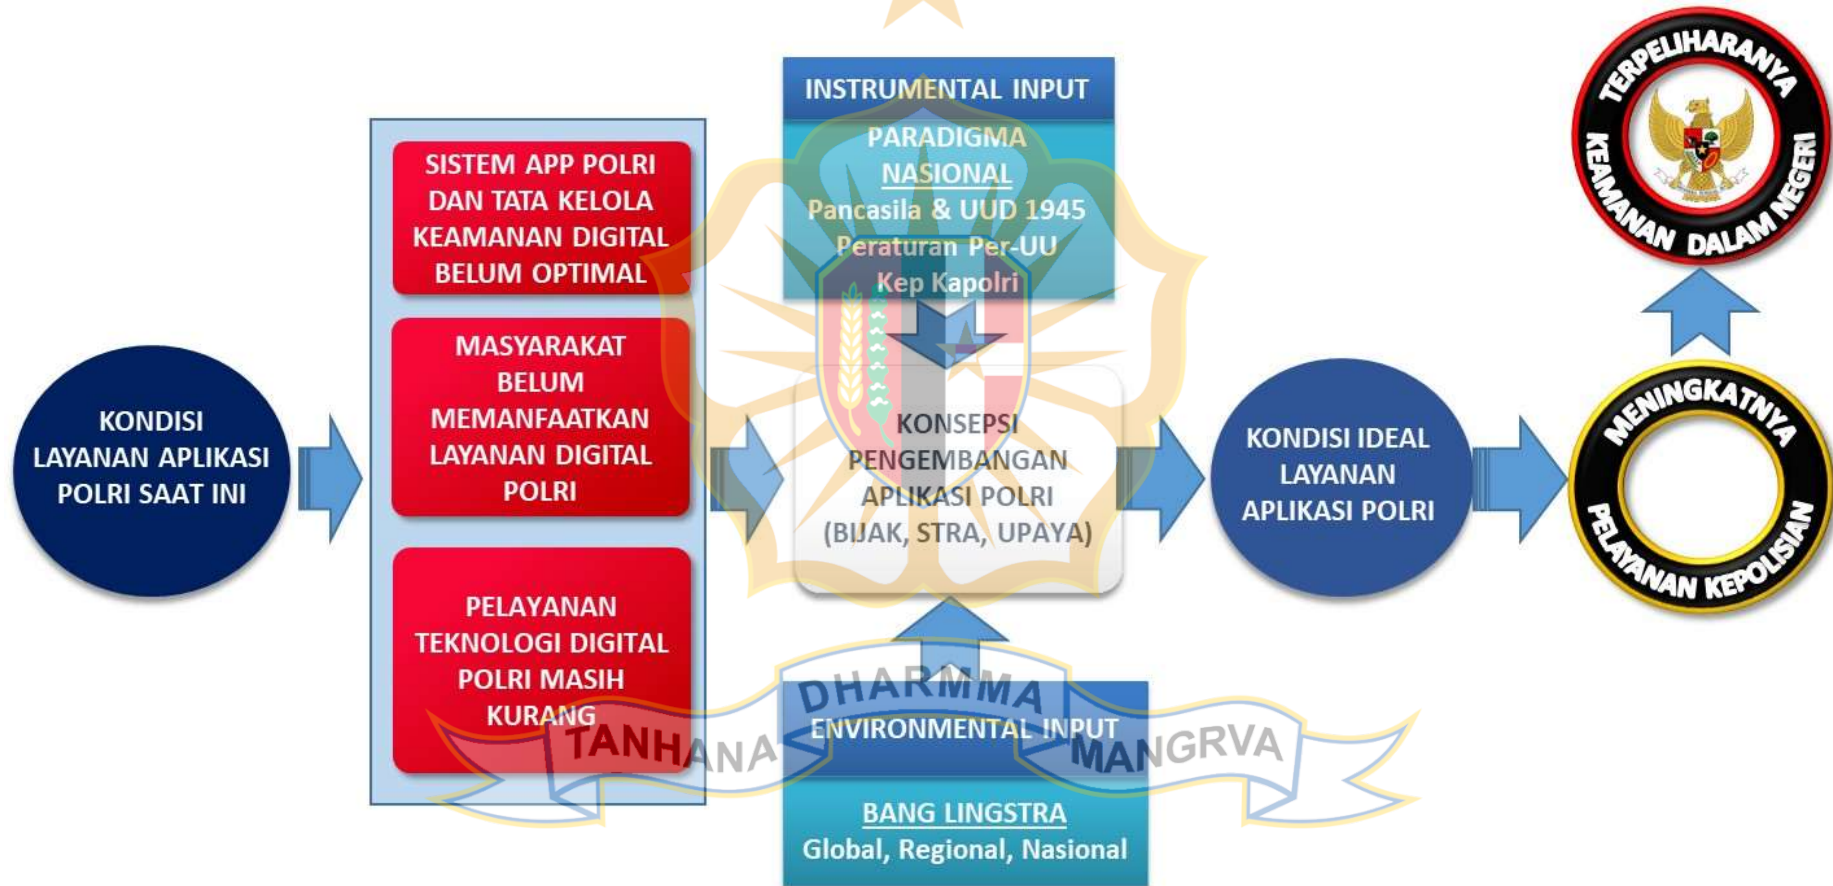 KONDISI
LAYANAN APLIKASI
POLRI SAAT INI
SISTEM APP POLRI
DAN TATA KELOLA
KEAMANAN DIGITAL
BELUM OPTIMAL
MASYARAKAT
BELUM
MEMANFAATKAN
LAYANAN DIGITAL
POLRI
PELAYANAN
TEKNOLOGI DIGITAL
POLRI MASIH
KURANG
INSTRUMENTAL INPUT
PARADIGMA
NASIONAL
Pancasila & UUD 1945
Peraturan Per-UU
Kep Kapolri
KONSEPSI
PENGEMBANGAN
APLIKASI POLRI
(BIJAK, STRA, UPAYA)
ENVIRONMENTAL INPUT
BANG LINGSTRA
Global, Regional, Nasional
TANHANA DHARMMA MANGRVA
KONDISI IDEAL
LAYANAN
APLIKASI POLRI
MENINGKATNYA
PELAYANAN KEPOLISIAN
TERPELIHARANYA
KEAMANAN DALAM NEGERI